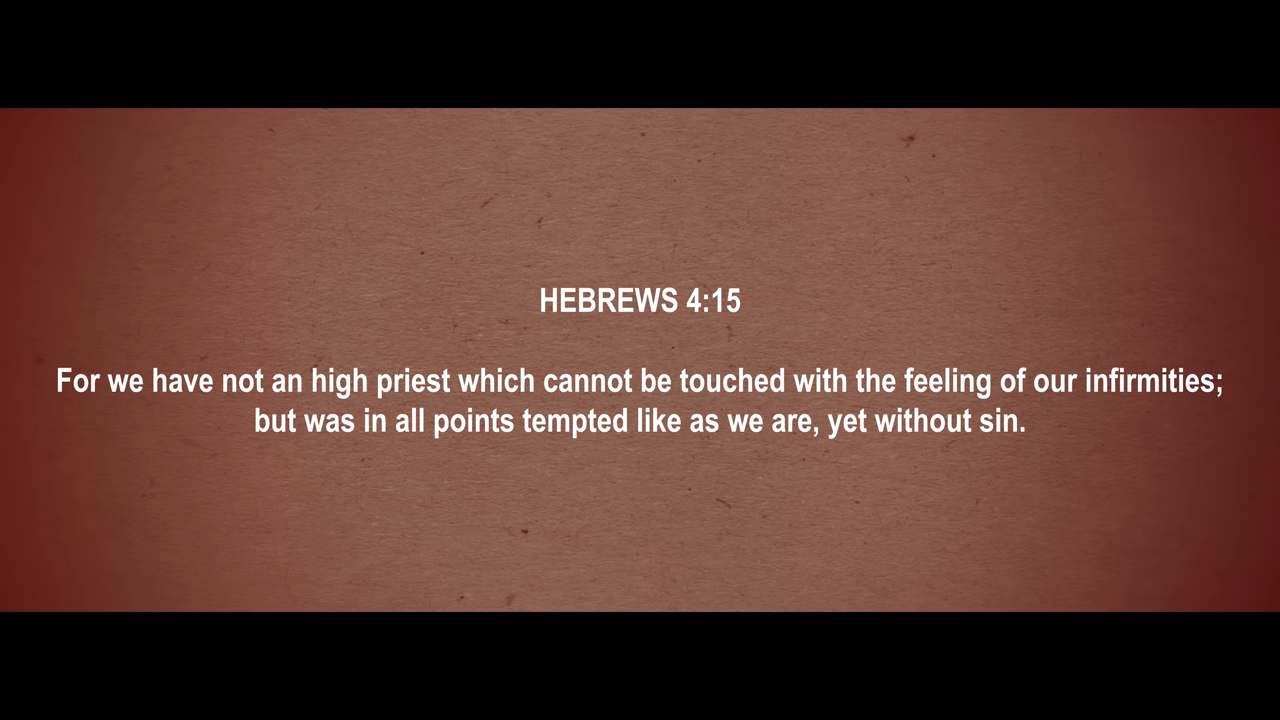 HEBREWS 4:15
For we have not an high priest which cannot be touched with the feeling of our infirmities;
but was in all points tempted like as we are, yet without sin.